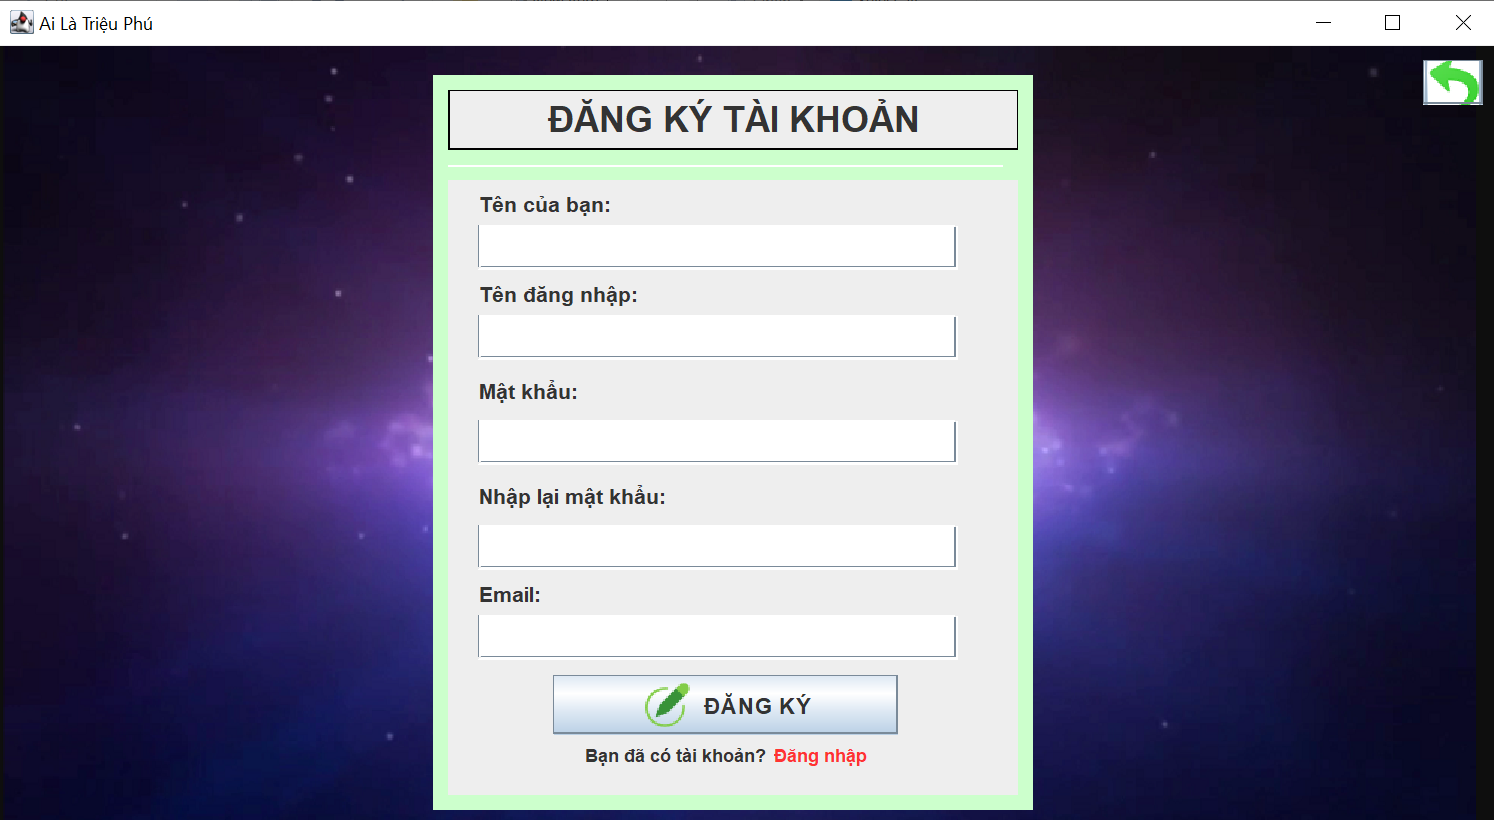 Ai Là Triệu Phú
ĐĂNG KÝ TÀI KHOẢN
Tên của bạn:
Tên đăng nhập:
Mật khẩu:
Nhập lại mật khẩu:
Email:
ĐĂNG KÝ
Bạn đã có tài khoản? Đăng nhập